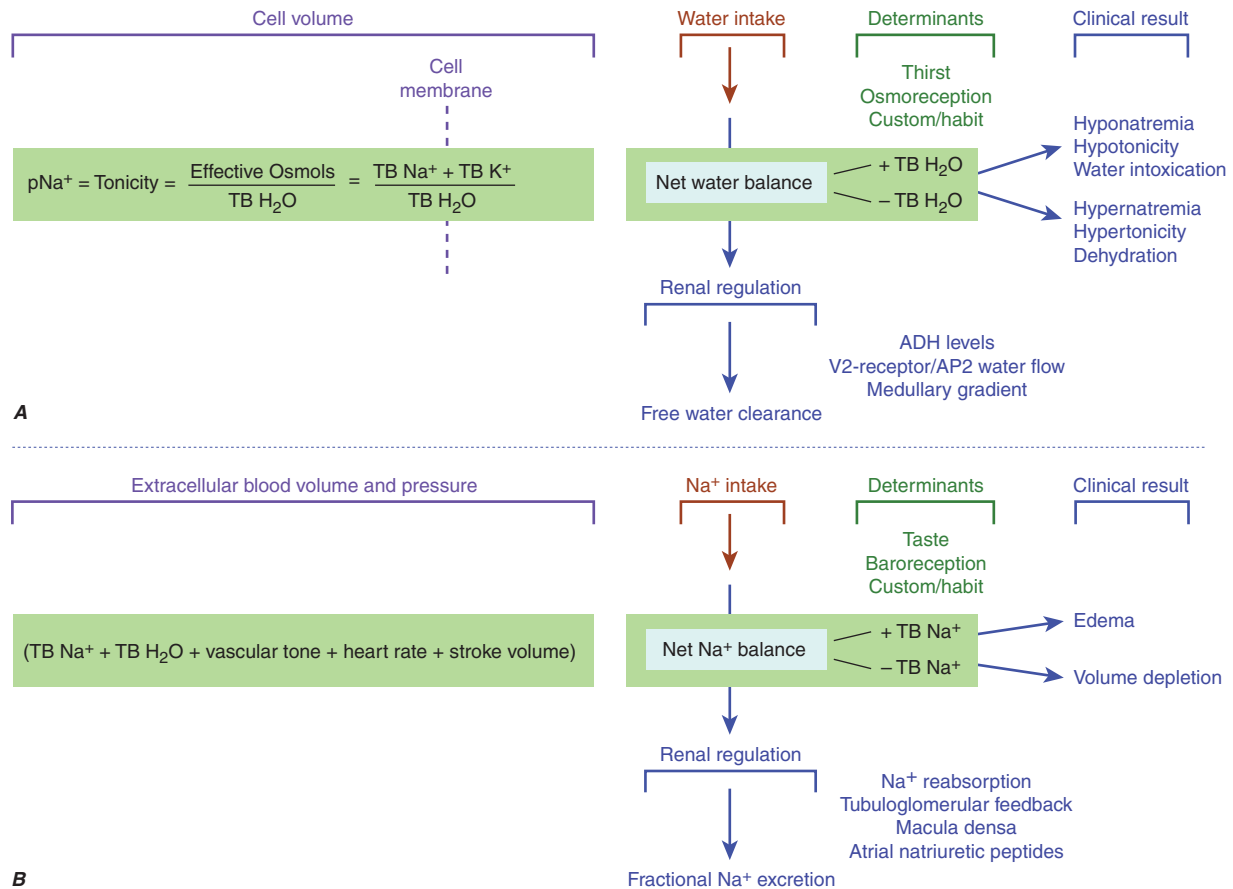 Cell volume
Cell
membrane
pNa⁺ = Tonicity = Effective Osmols / TB H₂O = TB Na⁺ + TB K⁺ / TB H₂O
Water intake
Determinants
Clinical result
Thirst
Osmoreception
Custom/habit
Net water balance
+ TB H₂O
– TB H₂O
Hyponatremia
Hypotonicity
Water intoxication
Hypernatremia
Hypertonicity
Dehydration
Renal regulation
ADH levels
V2-receptor/AP2 water flow
Medullary gradient
Free water clearance
A
Extracellular blood volume and pressure
(TB Na⁺ + TB H₂O + vascular tone + heart rate + stroke volume)
Na⁺ intake
Determinants
Clinical result
Taste
Baroreception
Custom/habit
Net Na⁺ balance
+ TB Na⁺
– TB Na⁺
Edema
Volume depletion
Renal regulation
Na⁺ reabsorption
Tubuloglomerular feedback
Macula densa
Atrial natriuretic peptides
Fractional Na⁺ excretion
B